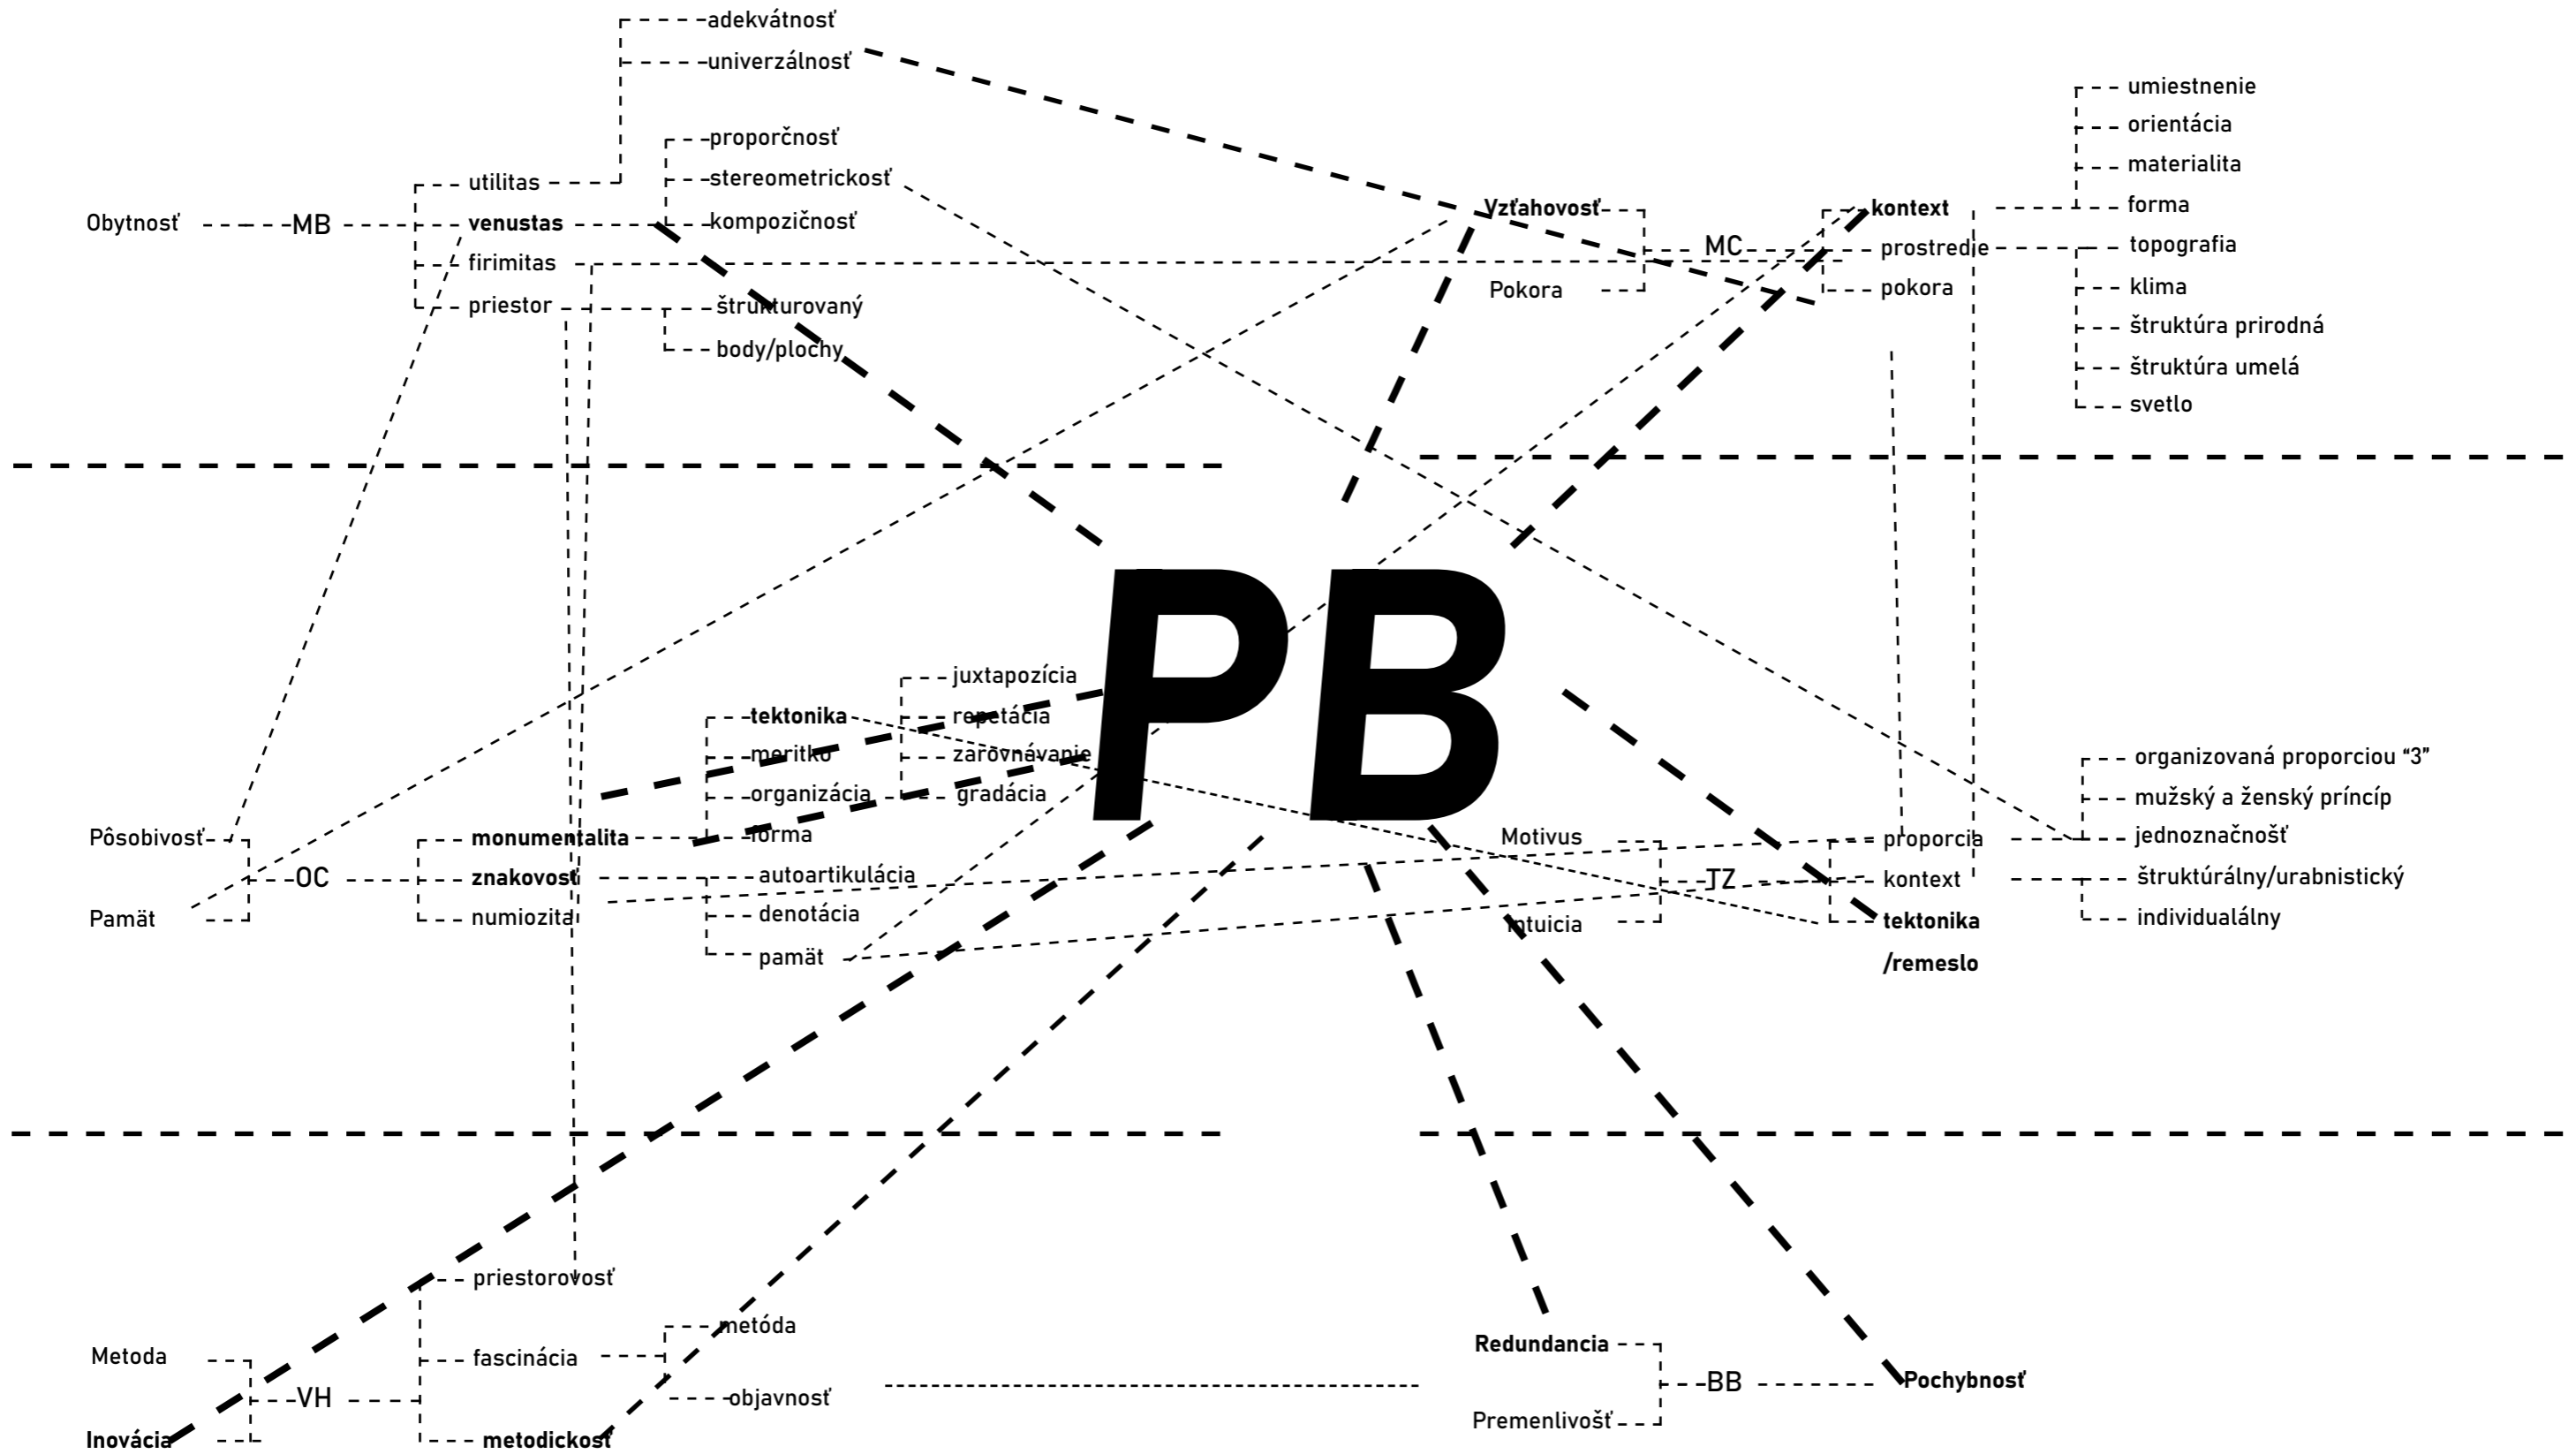 adekvátnosť
univerzálnosť
proporčnosť
stereometrickosť
kompozičnosť
utilitas
Obytnosť
MB
venustas
firimitas
priestor
štrukturovaný
body/plochy
Vzťahovosť
Pokora
MC
kontext
prostredie
pokora
umiestnenie
orientácia
materialita
forma
topografia
klima
štruktúra prirodná
štruktúra umelá
svetlo
PB
Pôsobivosť
Pamät
OC
monumentalita
znakovosť
numiozita
tektonika
meritko
organizácia
forma
juxtapozícia
repetácia
zarovnávanie
gradácia
autoartikulácia
denotácia
pamät
Motivus
intuicia
TZ
proporcia
kontext
tektonika
/remeslo
organizovaná proporciou “3”
mužský a ženský príncíp
jednoznačnošť
štruktúrálny/urabnistický
individualálny
Metoda
Inovácia
VH
priestorovosť
fascinácia
metodickosť
metóda
objavnosť
Redundancia
Premenlivošť
BB
Pochybnosť